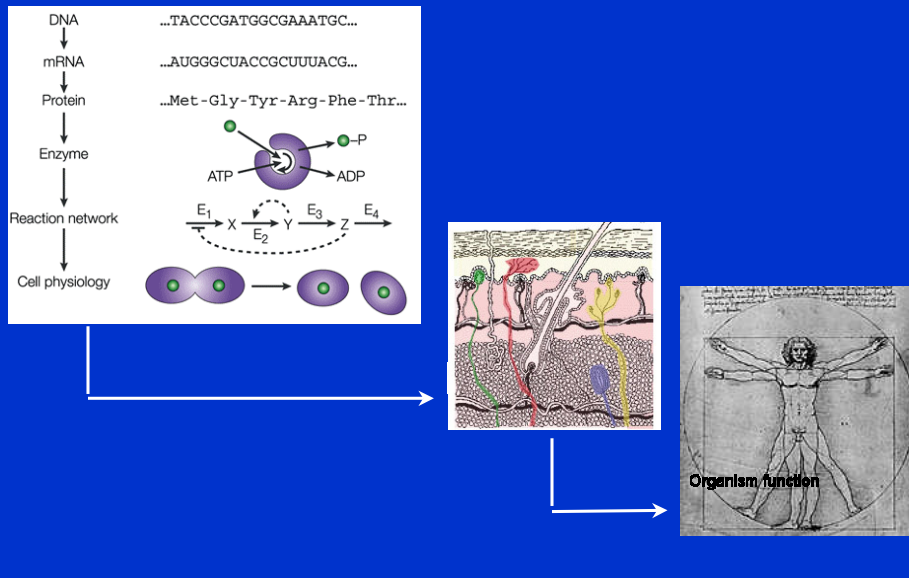 DNA …TACCCGATGGCGAAATGC…
mRNA …AUGGGCUACCGCUUUACG…
Protein …Met-Gly-Tyr-Arg-Phe-Thr…
Enzyme
–P
ATP
ADP
Reaction network
E1 X E2 Y E3 Z E4
Cell physiology
Organism function